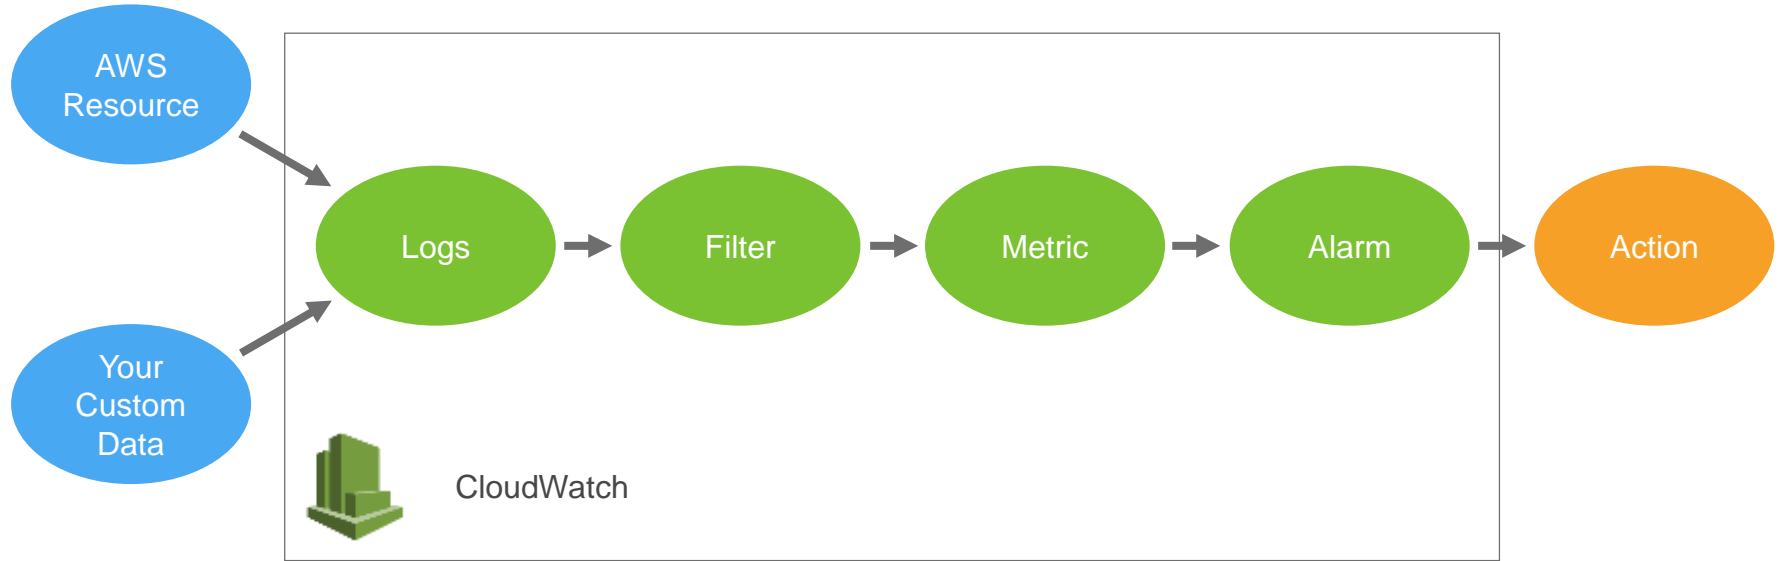 AWS
Resource
Logs
Filter
Metric
Alarm
Action
Your
Custom
Data
CloudWatch